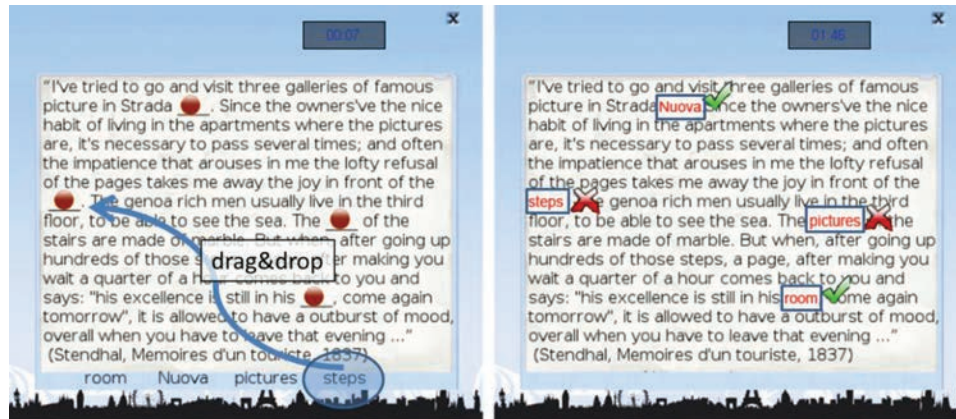 x
00:07
"I've tried to go and visit three galleries of famous
picture in Strada . Since the owners've the nice
habit of living in the apartments where the pictures
are, it's necessary to pass several times; and often
the impatience that arouses in me the lofty refusal
of the pages takes me away the joy in front of the
. The genoa rich men usually live in the third
floor, to be able to see the sea. The of the
stairs are made of marble. But when, after going up
hundreds of those after making you
wait a quarter of a hour comes back to you and
says: "his excellence is still in his , come again
tomorrow", it is allowed to have a outburst of mood,
overall when you have to leave that evening ..."
(Stendhal, Memoires d'un touriste, 1837)
drag&drop
room Nuova pictures steps
x
01:46
"I've tried to go and visit three galleries of famous
picture in Strada Nuova Since the owners've the nice
habit of living in the apartments where the pictures
are, it's necessary to pass several times; and often
the impatience that arouses in me the lofty refusal
of the pages takes me away the joy in front of the
steps genoa rich men usually live in the third
floor, to be able to see the sea. The pictures the
stairs are made of marble. But when, after going up
hundreds of those steps, a page, after making you
wait a quarter of a hour comes back to you and
says: "his excellence is still in his room come again
tomorrow", it is allowed to have a outburst of mood,
overall when you have to leave that evening ..."
(Stendhal, Memoires d'un touriste, 1837)